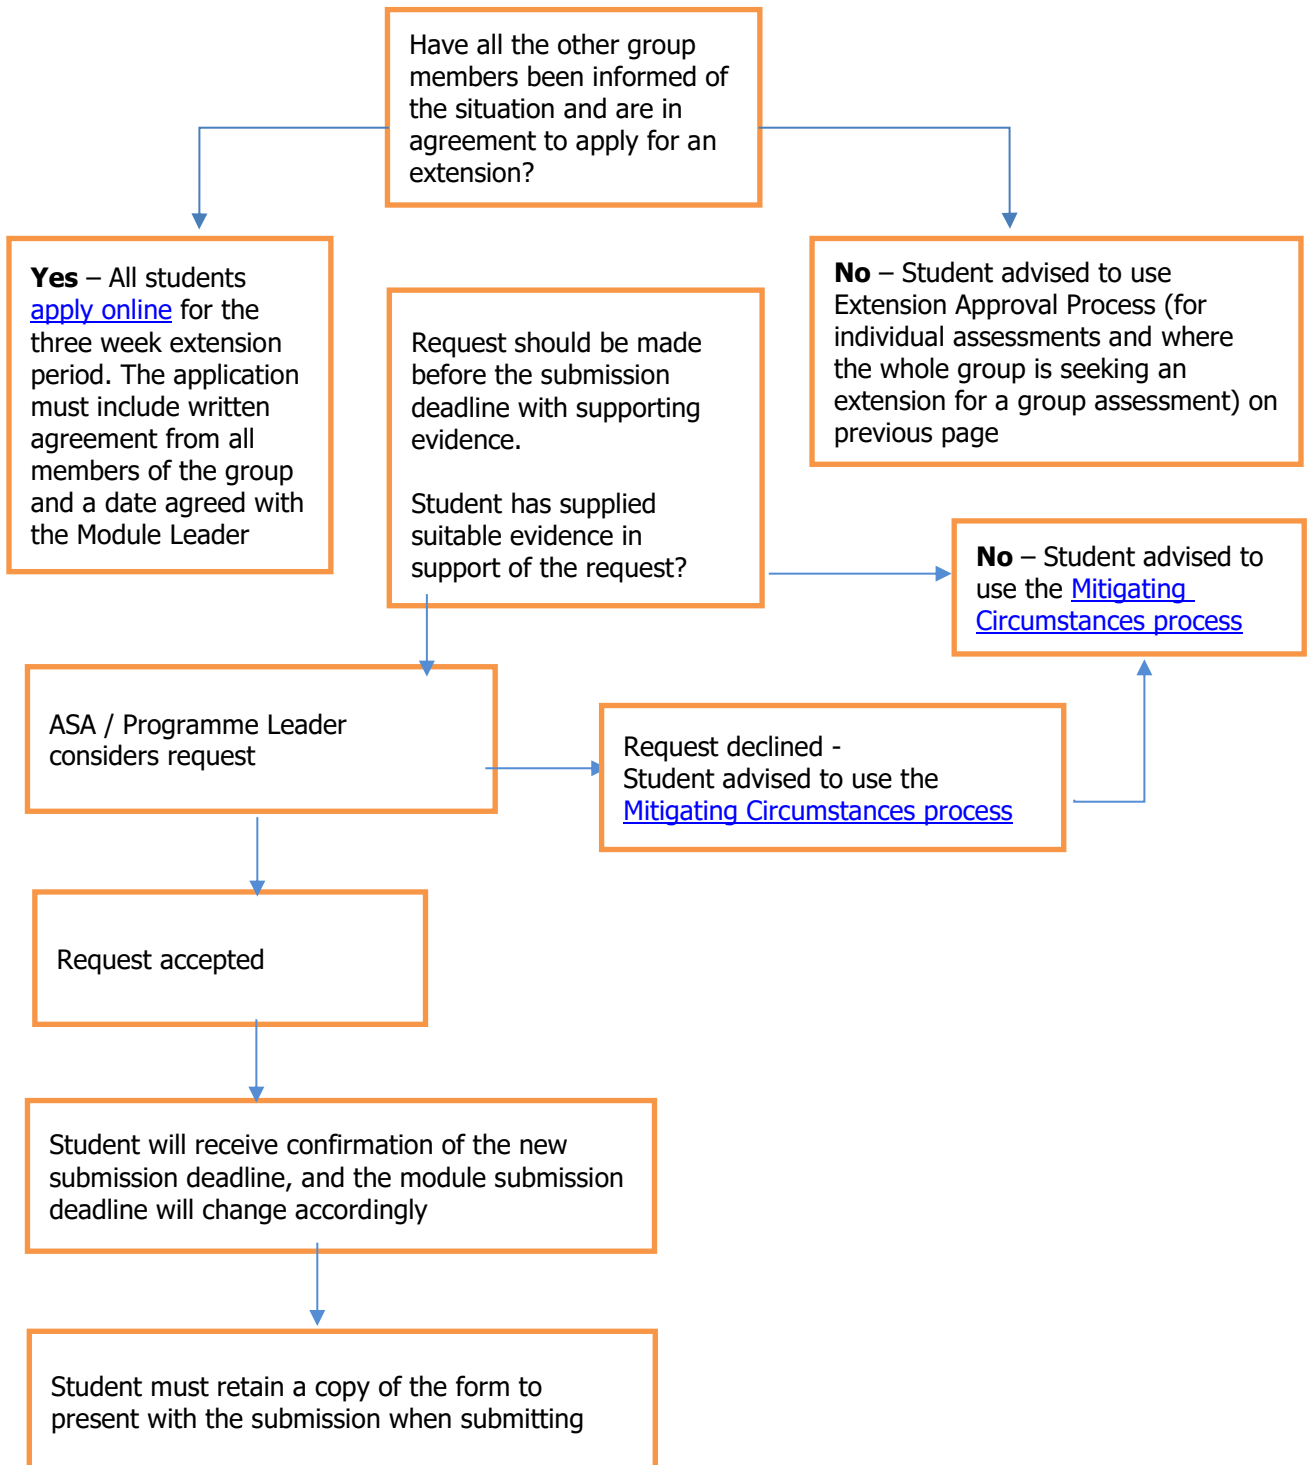 Have all the other group
members been informed of
the situation and are in
agreement to apply for an
extension?
Yes – All students
apply online for the
three week extension
period. The application
must include written
agreement from all
members of the group
and a date agreed with
the Module Leader
Request should be made
before the submission
deadline with supporting
evidence.
Student has supplied
suitable evidence in
support of the request?
No – Student advised to use
Extension Approval Process (for
individual assessments and where
the whole group is seeking an
extension for a group assessment) on
previous page
No – Student advised to
use the Mitigating
Circumstances process
ASA / Programme Leader
considers request
Request declined -
Student advised to use the
Mitigating Circumstances process
Request accepted
Student will receive confirmation of the new
submission deadline, and the module submission
deadline will change accordingly
Student must retain a copy of the form to
present with the submission when submitting